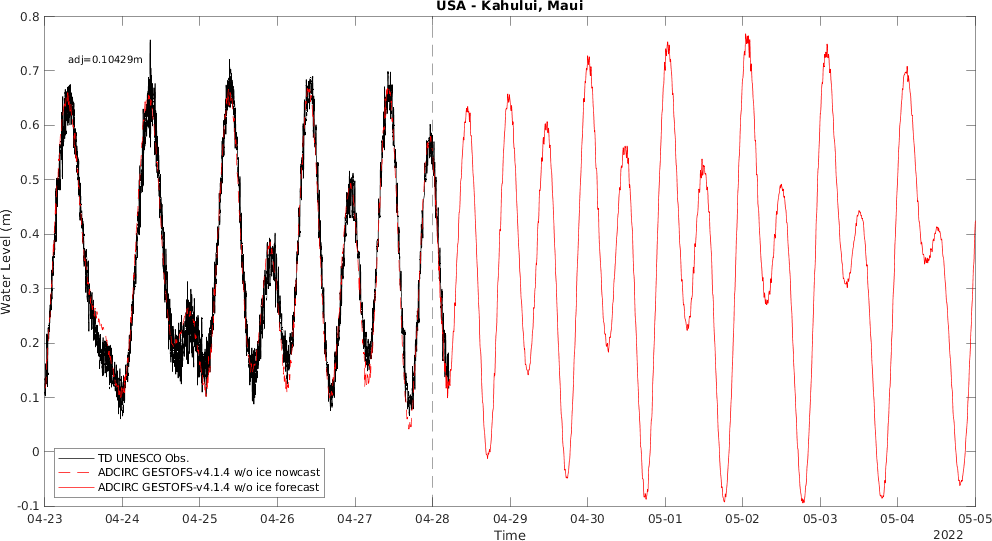 USA - Kahului, Maui
adj=0.10429m
Water Level (m)
0.8
0.7
0.6
0.5
0.4
0.3
0.2
0.1
0
-0.1
TD UNESCO Obs.
ADCIRC GESTOFS-v4.1.4 w/o ice nowcast
ADCIRC GESTOFS-v4.1.4 w/o ice forecast
04-23 04-24 04-25 04-26 04-27 04-28 04-29 04-30 05-01 05-02 05-03 05-04 05-05
Time
2022